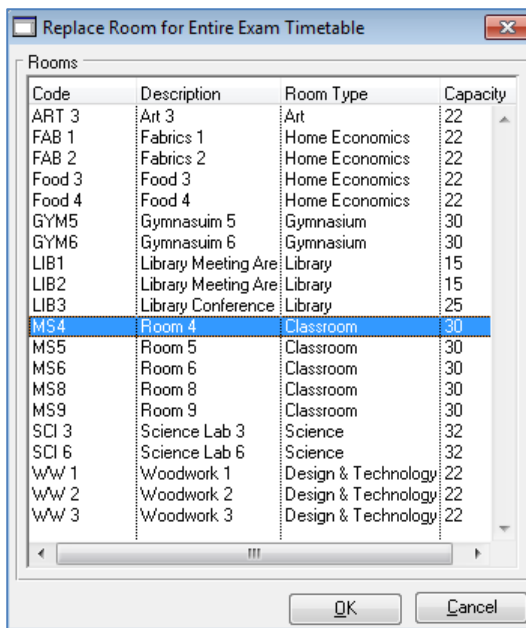 Replace Room for Entire Exam Timetable
Rooms
Code Description Room Type Capacity
ART 3 Art 3 Art 22
FAB 1 Fabrics 1 Home Economics 22
FAB 2 Fabrics 2 Home Economics 22
Food 3 Food 3 Home Economics 22
Food 4 Food 4 Home Economics 22
GYM5 Gymnasuim 5 Gymnasium 30
GYM6 Gymnasuim 6 Gymnasium 30
LIB1 Library Meeting Are Library 15
LIB2 Library Meeting Are Library 15
LIB3 Library Conference Library 25
MS4 Room 4 Classroom 30
MS5 Room 5 Classroom 30
MS6 Room 6 Classroom 30
MS8 Room 8 Classroom 30
MS9 Room 9 Classroom 30
SCI 3 Science Lab 3 Science 32
SCI 6 Science Lab 6 Science 32
WW 1 Woodwork 1 Design & Technology 22
WW 2 Woodwork 2 Design & Technology 22
WW 3 Woodwork 3 Design & Technology 22
OK Cancel